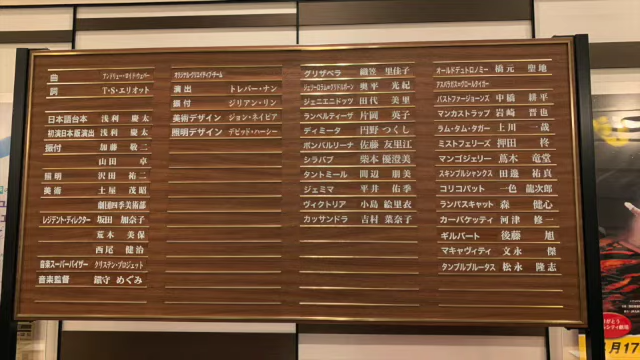 曲 アンドリュー・ロイド=ウェバー
詞 T・S・エリオット
日本語台本 浅利 慶太
初演日本版演出 浅利 慶太
振付 加藤 敬二
山田 卓
照明 沢田 祐二
美術 土屋 茂昭
劇団四季美術部
レジデント・ディレクター 坂田 加奈子
荒木 美保
西尾 健治
音楽スーパーバイザー クリステン・ブロジェット
音楽監督 鎮守 めぐみ
オリジナル・クリエイティブ・チーム
演出 トレバー・ナン
振付 ジリアン・リン
美術デザイン ジョン・ネイピア
照明デザイン デビッド・ハーシー
グリザベラ 織笠 里佳子
ジェリーロラム=グリドルボーン 奥平 光紀
ジェニエニドッツ 田代 美里
ランペルティーザ 片岡 英子
ディミータ 円野 つくし
ボンバルリーナ 佐藤 友里江
シラバブ 柴本 優澄美
タントミール 間辺 朋美
ジェミマ 平井 佑季
ヴィクトリア 小島 絵里衣
カッサンドラ 吉村 菜奈子
オールドデュトロノミー 橋元 聖地
アスパラガス=グロールタイガー
バストファージョーンズ 中橋 耕平
マンカストラップ 岩崎 晋也
ラム・タム・タガー 上川 一哉
ミストフェリーズ 押田 柊
マンゴジェリー 蔦木 竜堂
スキンブルシャンクス 田邊 祐真
コリコパット 一色 龍次郎
ランパスキャット 森 健心
カーバケッティ 河津 修一
ギルバート 後藤 旭
マキャヴィティ 文永 傑
タンブルブルータス 松永 隆志
月17